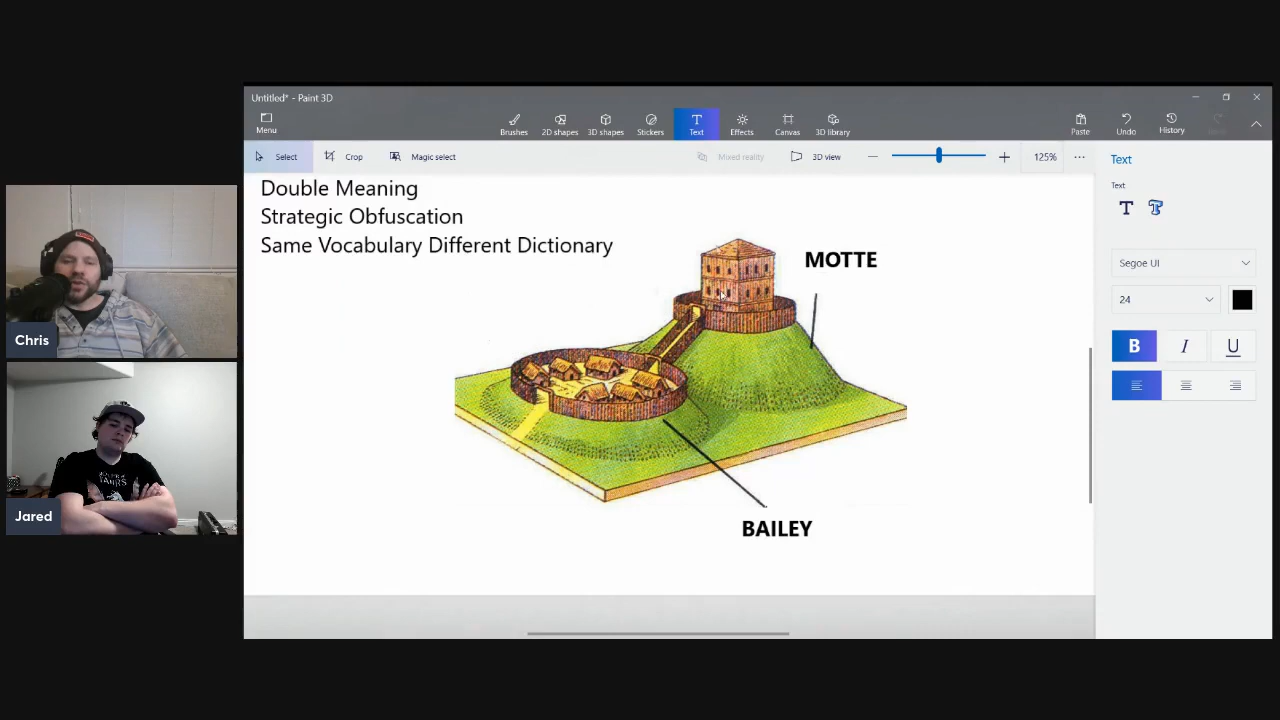 Untitled* - Paint 3D
Menu
Brushes
2D shapes
3D shapes
Stickers
Text
Effects
Canvas
3D library
Paste
Undo
History
Select
Crop
Magic select
Mixed reality
3D view
125%
Text
Text
Segoe UI
24
B I U
Double Meaning
Strategic Obfuscation
Same Vocabulary Different Dictionary
MOTTE
BAILEY
Chris
Jared